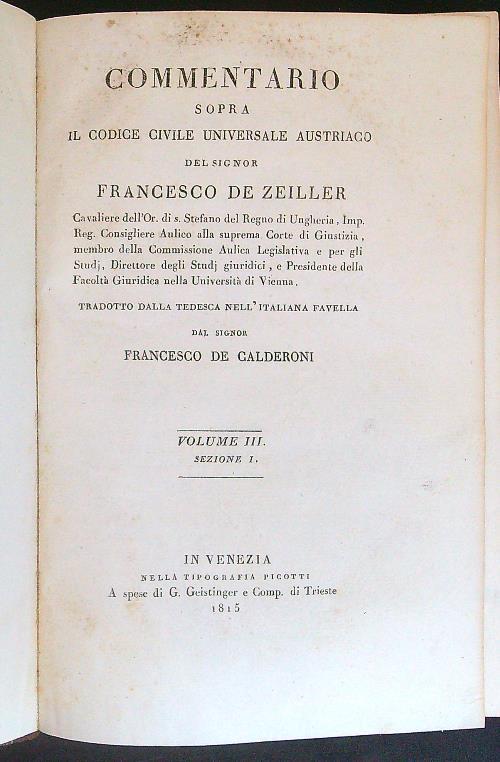 COMMENTARIO
SOPRA
IL CODICE CIVILE UNIVERSALE AUSTRIACO
DEL SIGNOR
FRANCESCO DE ZEILLER
Cavaliere dell'Or. di s. Stefano del Regno di Ungheria, Imp.
Reg. Consigliere Aulico alla suprema Corte di Giustizia,
membro della Commissione Aulica Legislativa e per gli
Studj, Direttore degli Studj giuridici, e Presidente della
Facoltà Giuridica nella Università di Vienna.
TRADOTTO DALLA TEDESCA NELL'ITALIANA FAVELLA
DAL SIGNOR
FRANCESCO DE CALDERONI
VOLUME III.
SEZIONE I.
IN VENEZIA
NELLA TIPOGRAFIA PICOTTI
A spese di G. Geistinger e Comp. di Trieste
1815